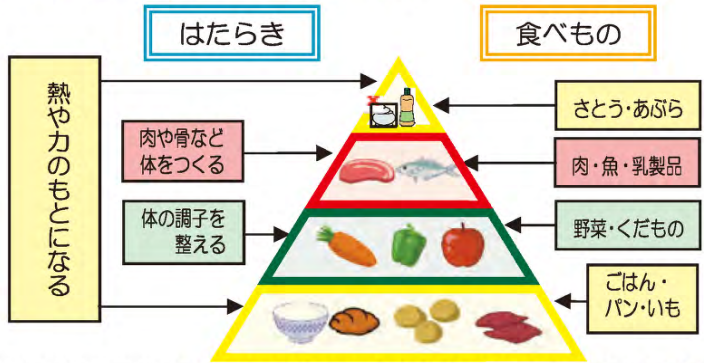 はたらき
食べもの
熱や力のもとになる
さとう・あぶら
肉や骨など
体をつくる
肉・魚・乳製品
体の調子を
整える
野菜・くだもの
ごはん・
パン・いも